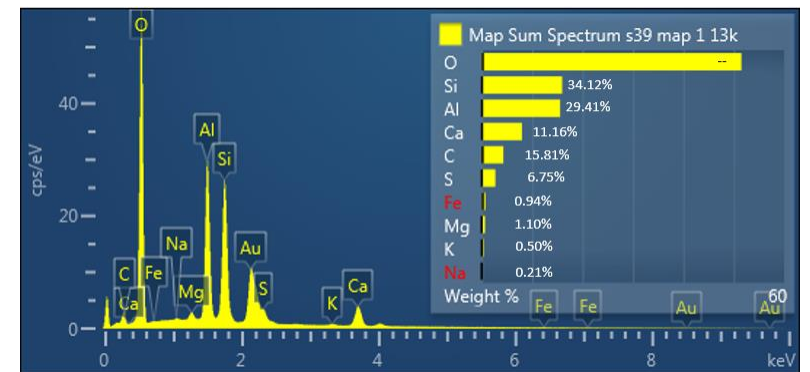 Map Sum Spectrum s39 map 1 13k
O --
Si 34.12%
Al 29.41%
Ca 11.16%
C 15.81%
S 6.75%
Fe 0.94%
Mg 1.10%
K 0.50%
Na 0.21%
Weight % 60
cps/eV
40
20
0
O
Al
Si
Na
Au
C
Fe
S
Ca
Mg
K
Ca
Fe
Fe
Au
Au
0 2 4 6 8 keV